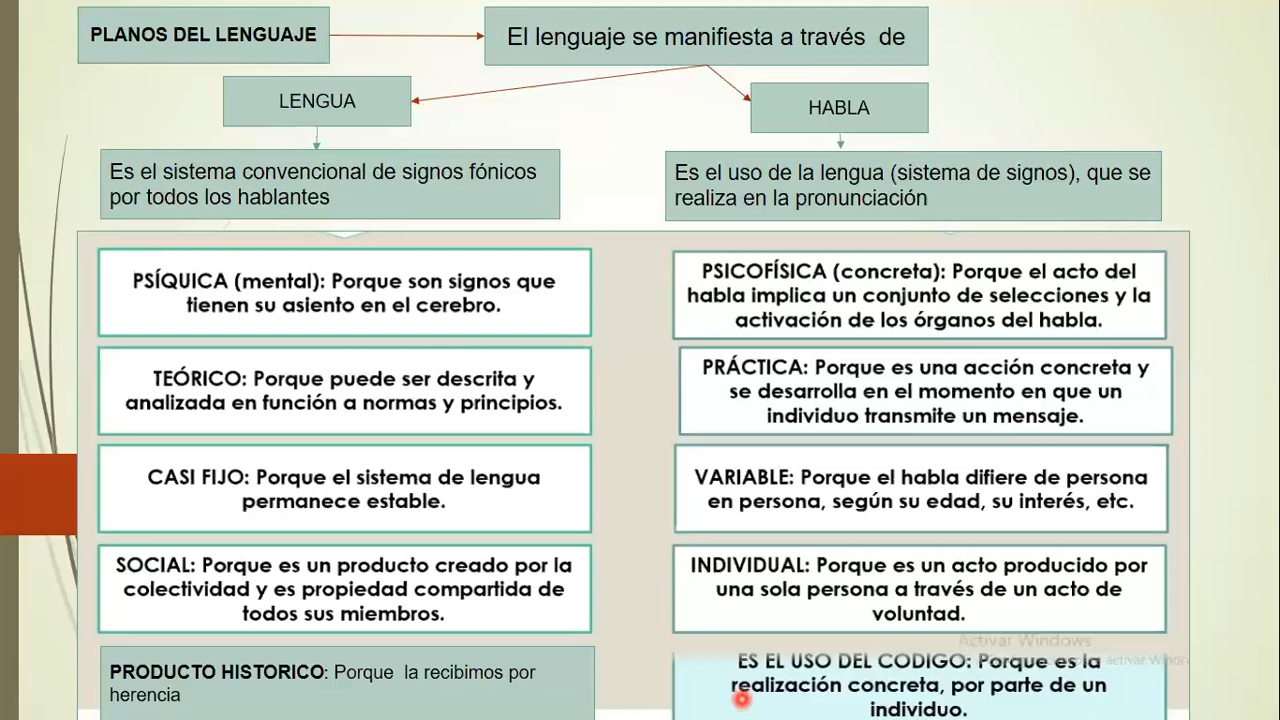 PLANOS DEL LENGUAJE
El lenguaje se manifiesta a través de
LENGUA
HABLA
Es el sistema convencional de signos fónicos
por todos los hablantes
Es el uso de la lengua (sistema de signos), que se
realiza en la pronunciación
PSÍQUICA (mental): Porque son signos que
tienen su asiento en el cerebro.
PSICOFÍSICA (concreta): Porque el acto del
habla implica un conjunto de selecciones y la
activación de los órganos del habla.
TEÓRICO: Porque puede ser descrita y
analizada en función a normas y principios.
PRÁCTICA: Porque es una acción concreta y
se desarrolla en el momento en que un
individuo transmite un mensaje.
CASI FIJO: Porque el sistema de lengua
permanece estable.
VARIABLE: Porque el habla difiere de persona
en persona, según su edad, su interés, etc.
SOCIAL: Porque es un producto creado por la
colectividad y es propiedad compartida de
todos sus miembros.
INDIVIDUAL: Porque es un acto producido por
una sola persona a través de un acto de
voluntad.
Activar Windows
activar Windo
PRODUCTO HISTORICO: Porque la recibimos por
herencia
ES EL USO DEL CODIGO: Porque es la
realización concreta, por parte de un
individuo.